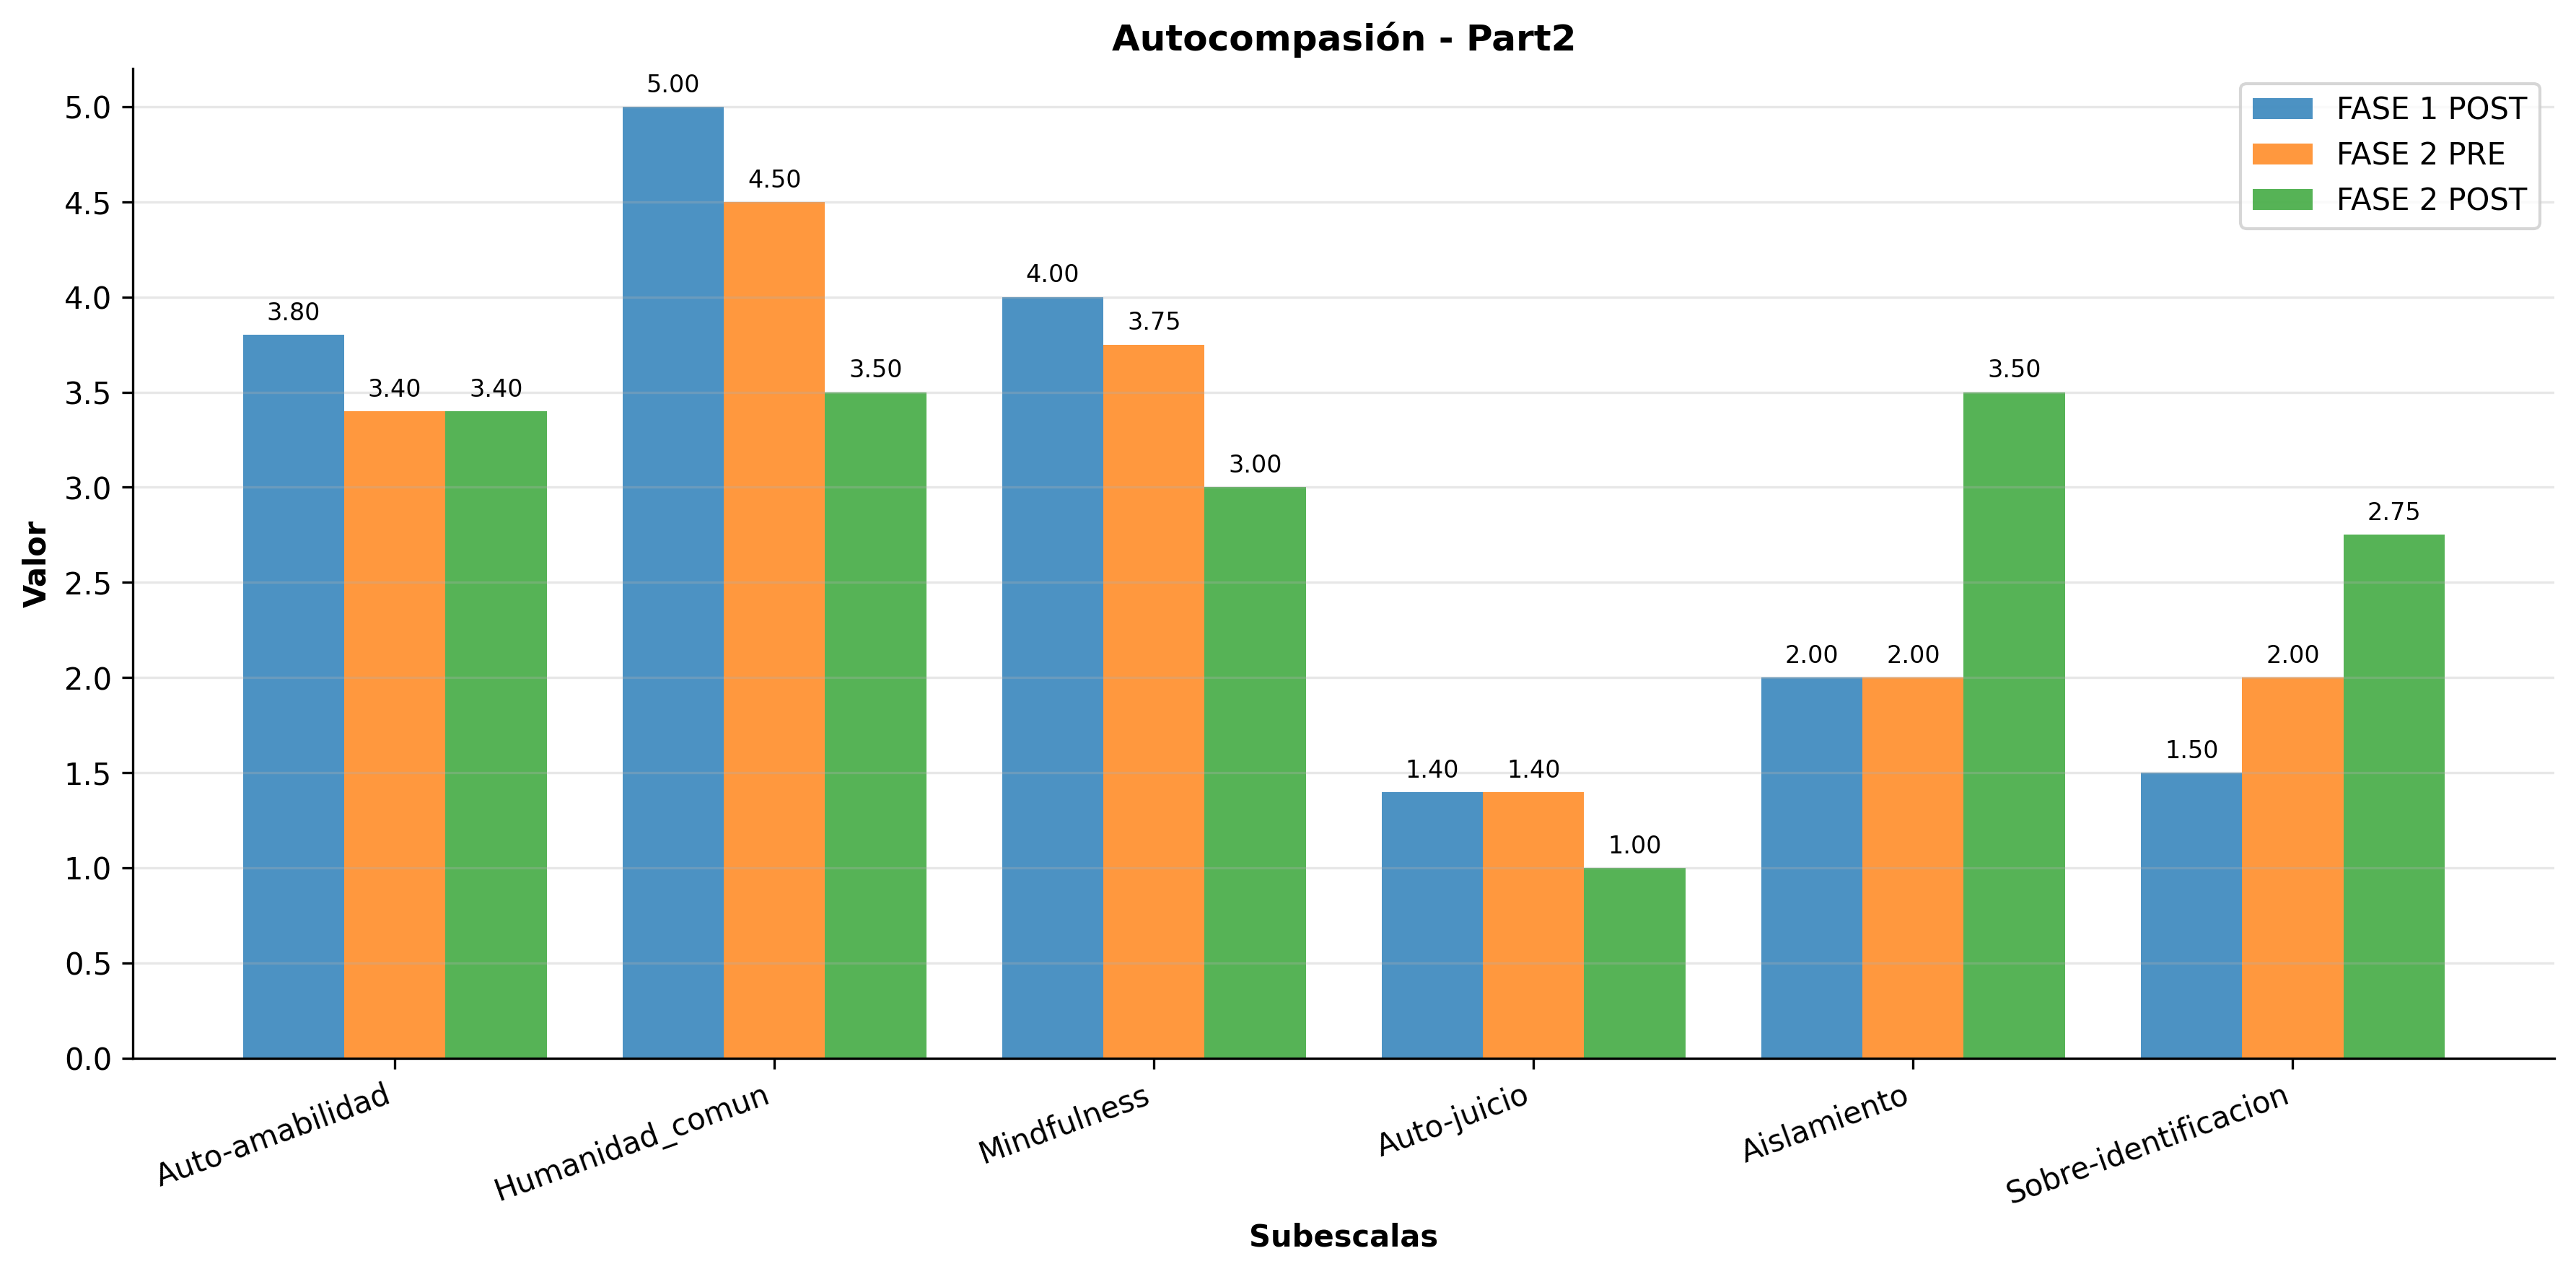 Autocompasión - Part2
FASE 1 POST
FASE 2 PRE
FASE 2 POST
Valor
5.0
4.5
4.0
3.5
3.0
2.5
2.0
1.5
1.0
0.5
0.0
3.80
3.40
3.40
5.00
4.50
3.50
4.00
3.75
3.00
1.40
1.40
1.00
2.00
2.00
3.50
1.50
2.00
2.75
Auto-amabilidad
Humanidad_comun
Mindfulness
Auto-juicio
Aislamiento
Sobre-identificacion
Subescalas